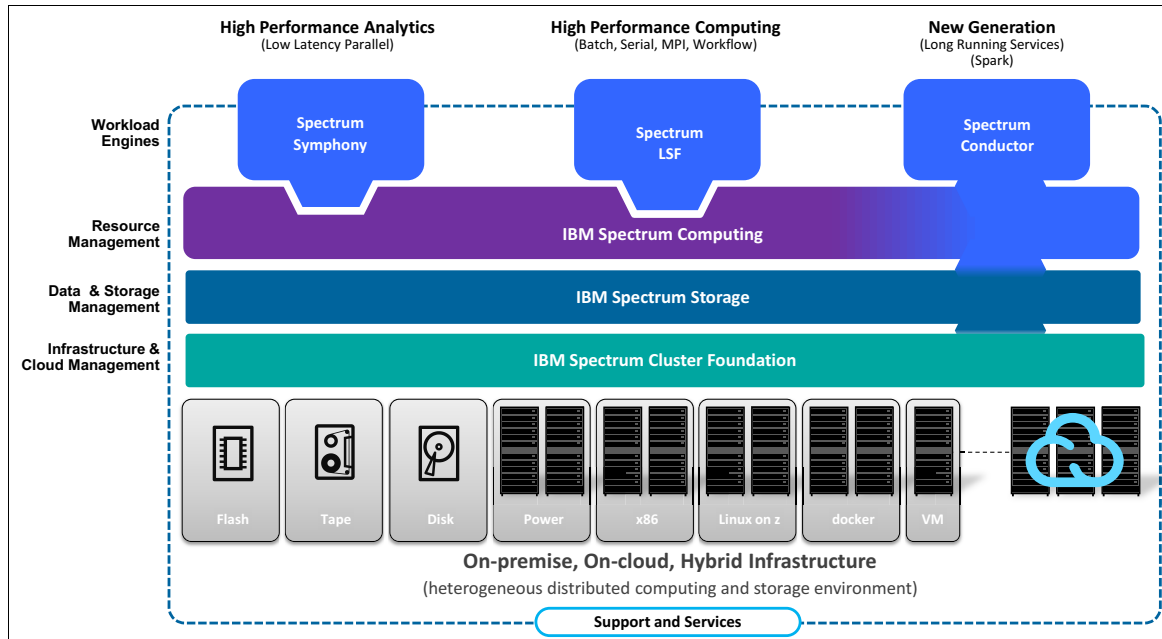 High Performance Analytics
(Low Latency Parallel)
High Performance Computing
(Batch, Serial, MPI, Workflow)
New Generation
(Long Running Services)
(Spark)
Workload
Engines
Spectrum
Symphony
Spectrum
LSF
Spectrum
Conductor
Resource
Management
IBM Spectrum Computing
Data & Storage
Management
IBM Spectrum Storage
Infrastructure &
Cloud Management
IBM Spectrum Cluster Foundation
Flash
Tape
Disk
Power
x86
Linux on z
docker
VM
On-premise, On-cloud, Hybrid Infrastructure
(heterogeneous distributed computing and storage environment)
Support and Services